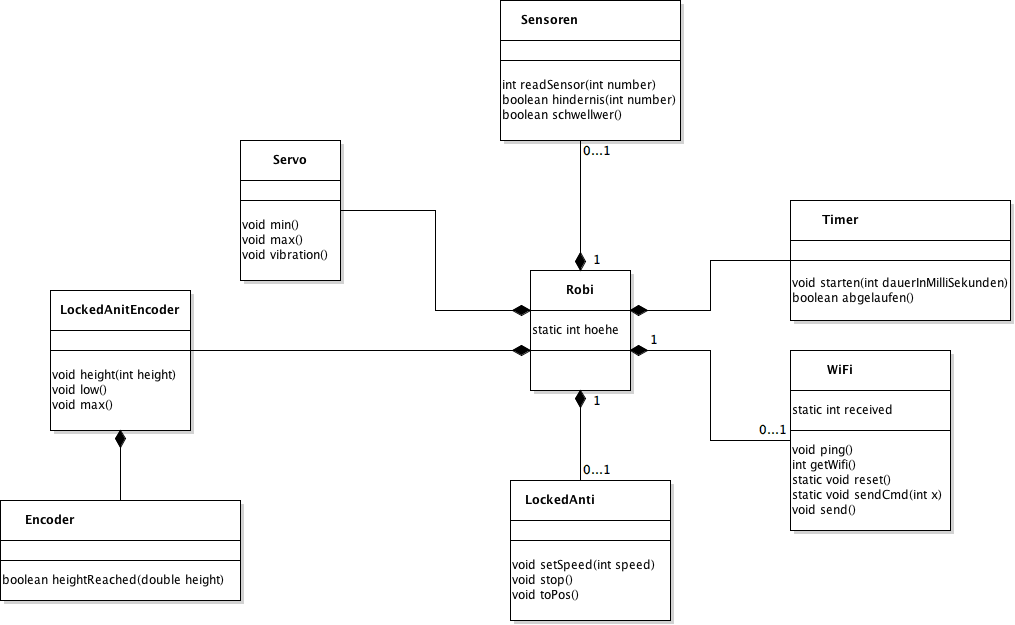 Sensoren
int readSensor(int number)
boolean hindernis(int number)
boolean schwellwer()
0...1
Servo
void min()
void max()
void vibration()
Timer
void starten(int dauerInMilliSekunden)
boolean abgelaufen()
1
Robi
static int hoehe
LockedAnitEncoder
void height(int height)
void low()
void max()
1
WiFi
static int received
0...1
void ping()
int getWifi()
static void reset()
static void sendCmd(int x)
void send()
1
0...1
LockedAnti
void setSpeed(int speed)
void stop()
void toPos()
Encoder
boolean heightReached(double height)